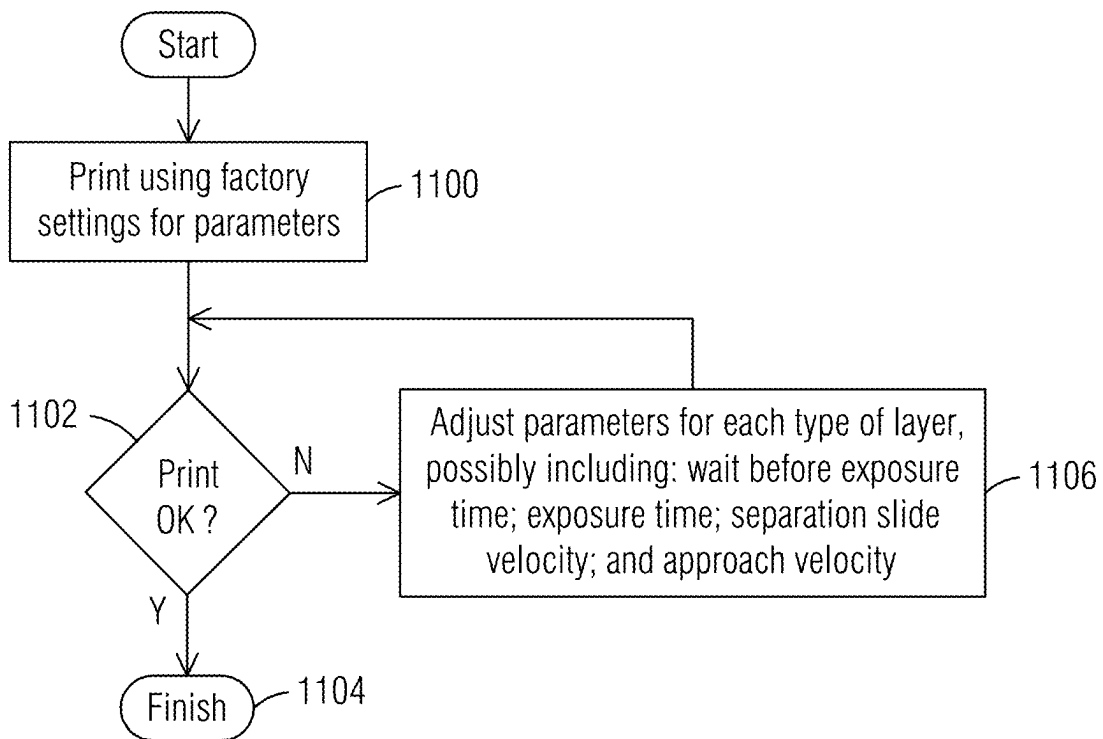 Start
Print using factory
settings for parameters
1100
1102
Print
OK ?
N
Y
Adjust parameters for each type of layer,
possibly including: wait before exposure
time; exposure time; separation slide
velocity; and approach velocity
1106
Finish
1104